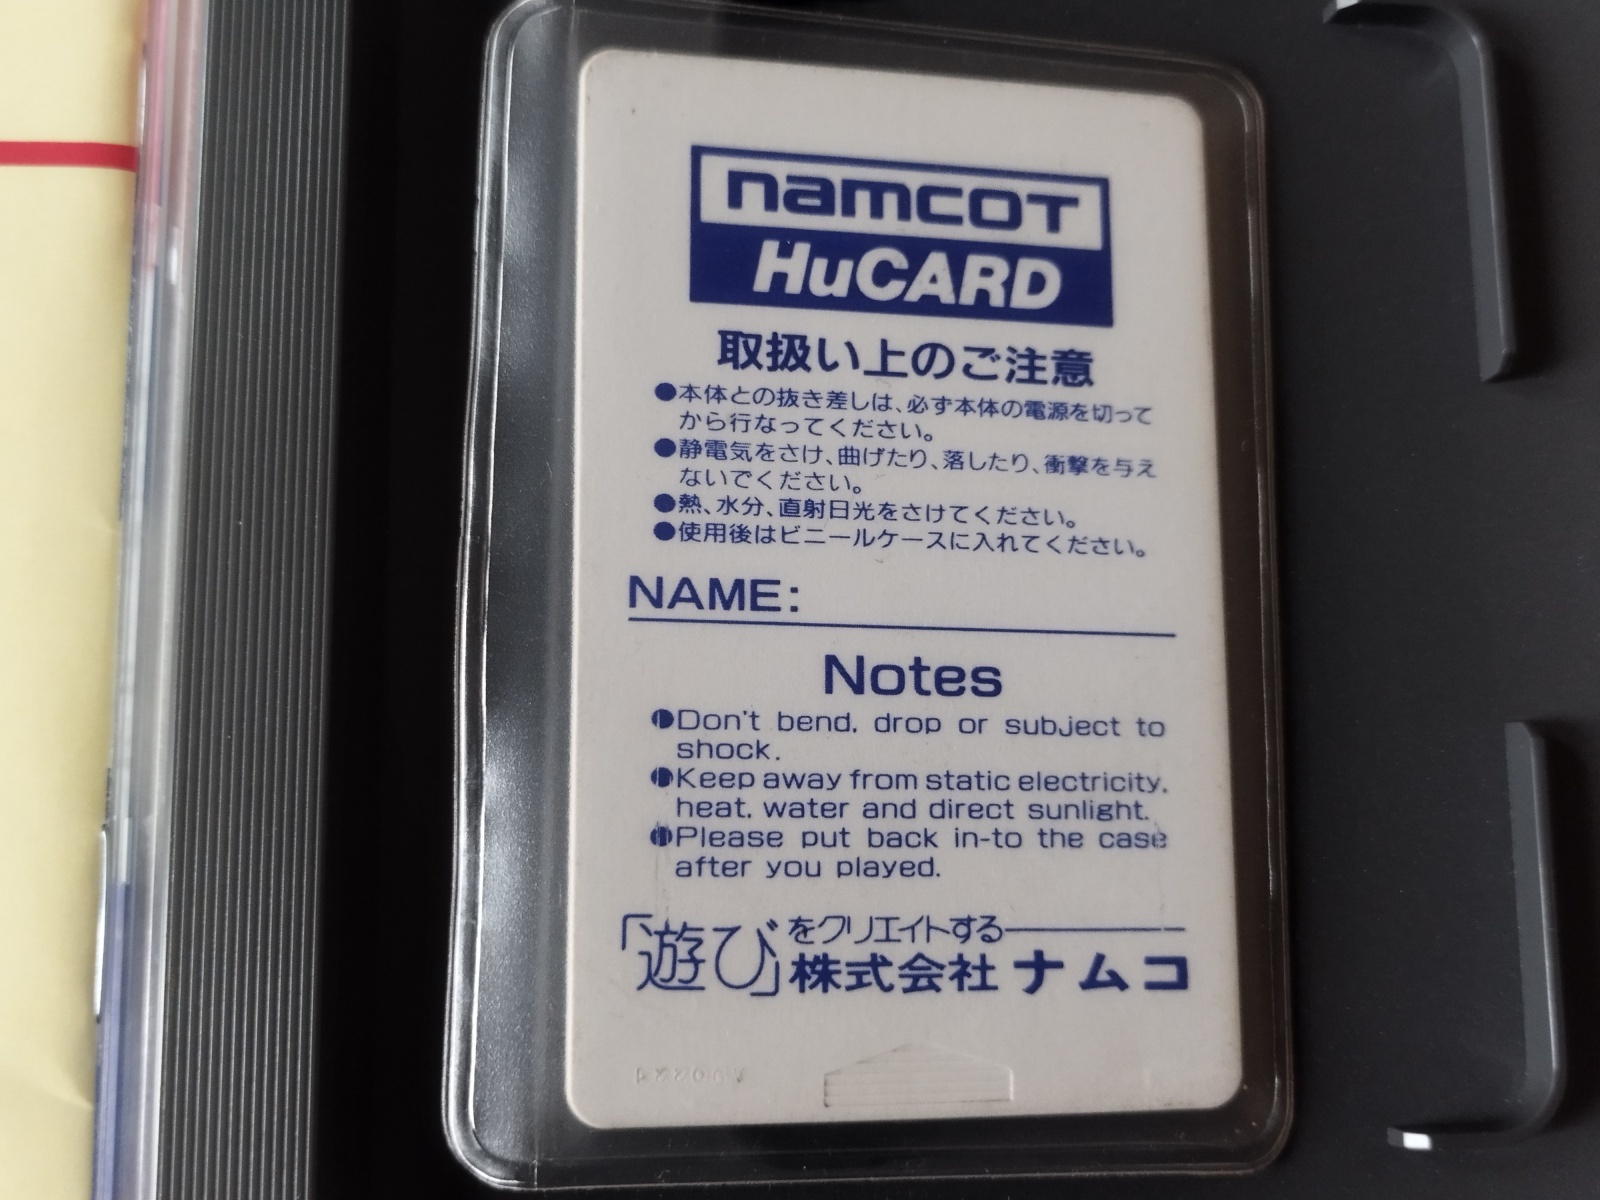 namcot
HuCARD
取扱い上のご注意
●本体との抜き差しは、必ず本体の電源を切って
から行なってください。
●静電気をさけ、曲げたり、落したり、衝撃を与え
ないでください。
●熱、水分、直射日光をさけてください。
●使用後はビニールケースに入れてください。
NAME:
Notes
●Don't bend, drop or subject to
shock.
●Keep away from static electricity,
heat, water and direct sunlight.
●Please put back in-to the case
after you played.
「遊び」をクリエイトする
株式会社ナムコ